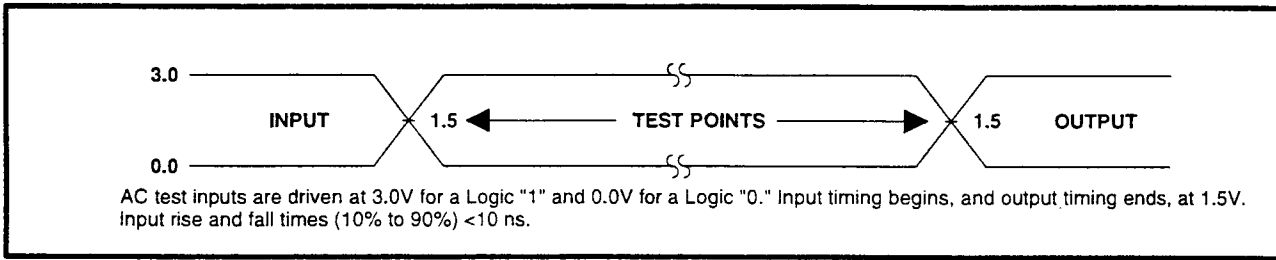 3.0
INPUT 1.5 TEST POINTS 1.5 OUTPUT
0.0
AC test inputs are driven at 3.0V for a Logic "1" and 0.0V for a Logic "0." Input timing begins, and output timing ends, at 1.5V.
Input rise and fall times (10% to 90%) <10 ns.